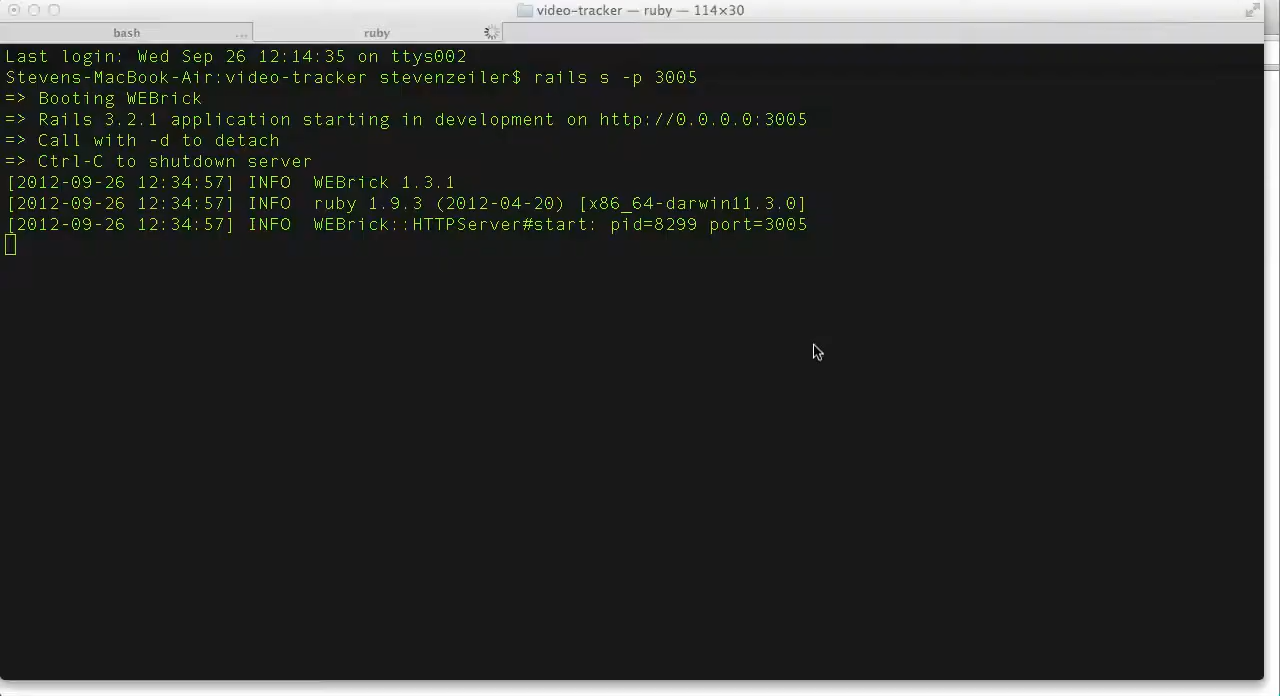 video-tracker — ruby — 114×30
bash ...
ruby
Last login: Wed Sep 26 12:14:35 on ttys002
Stevens-MacBook-Air:video-tracker stevenzeiler$ rails s -p 3005
=> Booting WEBrick
=> Rails 3.2.1 application starting in development on http://0.0.0.0:3005
=> Call with -d to detach
=> Ctrl-C to shutdown server
[2012-09-26 12:34:57] INFO  WEBrick 1.3.1
[2012-09-26 12:34:57] INFO  ruby 1.9.3 (2012-04-20) [x86_64-darwin11.3.0]
[2012-09-26 12:34:57] INFO  WEBrick::HTTPServer#start: pid=8299 port=3005